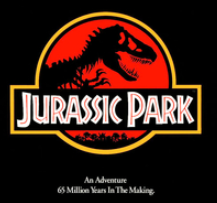 JURASSIC PARK
An Adventure
65 Million Years In The Making.